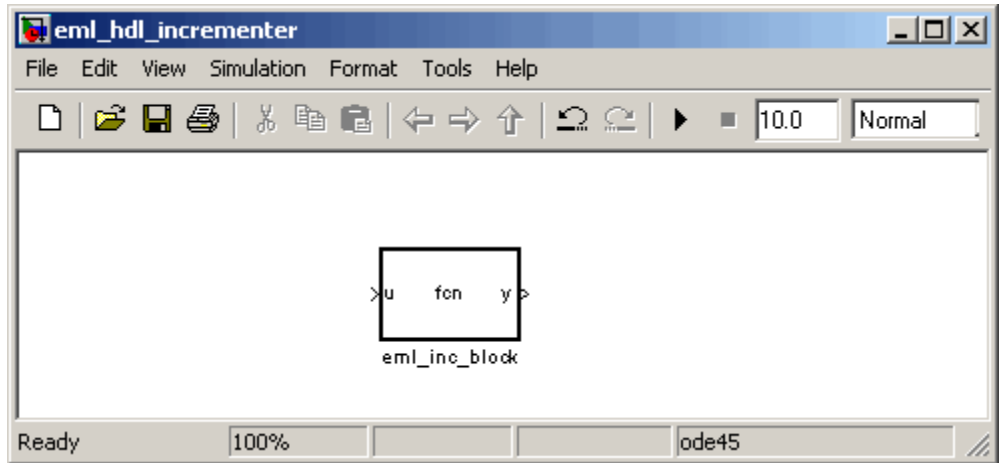 eml_hdl_incrementer
File Edit View Simulation Format Tools Help
10.0 Normal
u fcn y
eml_inc_block
Ready 100% ode45